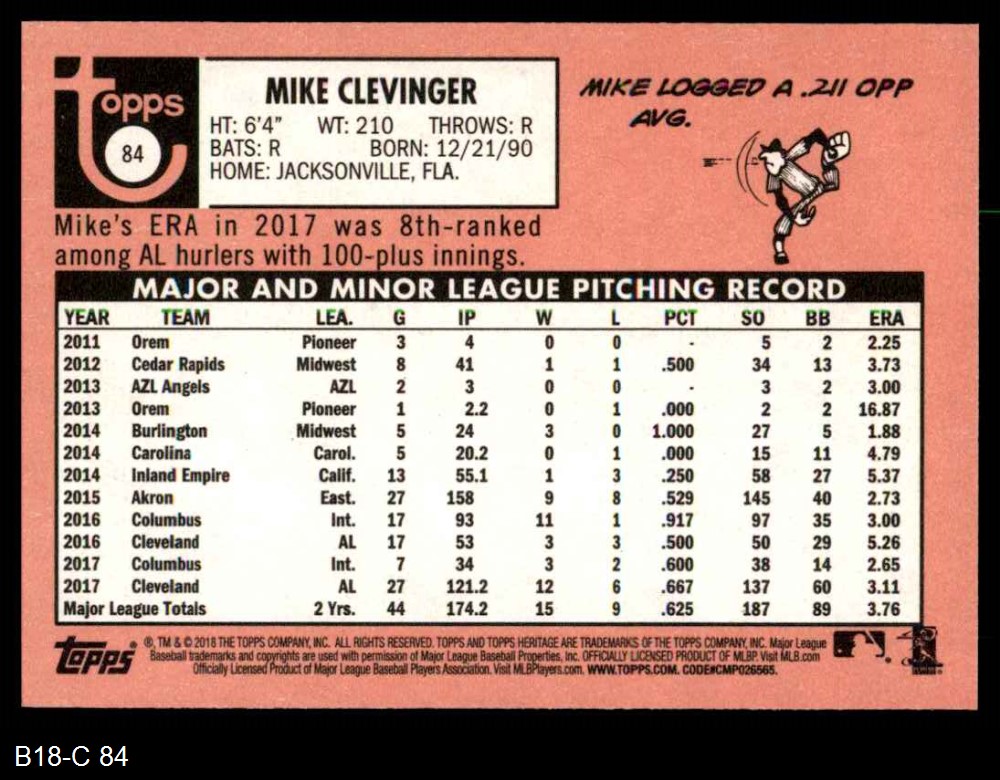 topps
84
MIKE CLEVINGER
HT: 6'4" WT: 210 THROWS: R
BATS: R BORN: 12/21/90
HOME: JACKSONVILLE, FLA.
MIKE LOGGED A .211 OPP
AVG.
Mike's ERA in 2017 was 8th-ranked
among AL hurlers with 100-plus innings.
MAJOR AND MINOR LEAGUE PITCHING RECORD
YEAR TEAM LEA. G IP W L PCT SO BB ERA
2011 Orem Pioneer 3 4 0 0 - 5 2 2.25
2012 Cedar Rapids Midwest 8 41 1 1 .500 34 13 3.73
2013 AZL Angels AZL 2 3 0 0 - 3 2 3.00
2013 Orem Pioneer 1 2.2 0 1 .000 2 2 16.87
2014 Burlington Midwest 5 24 3 0 1.000 27 5 1.88
2014 Carolina Carol. 5 20.2 0 1 .000 15 11 4.79
2014 Inland Empire Calif. 13 55.1 1 3 .250 58 27 5.37
2015 Akron East. 27 158 9 8 .529 145 40 2.73
2016 Columbus Int. 17 93 11 1 .917 97 35 3.00
2016 Cleveland AL 17 53 3 3 .500 50 29 5.26
2017 Columbus Int. 7 34 3 2 .600 38 14 2.65
2017 Cleveland AL 27 121.2 12 6 .667 137 60 3.11
Major League Totals 2 Yrs. 44 174.2 15 9 .625 187 89 3.76
topps
®, TM & © 2018 THE TOPPS COMPANY, INC. ALL RIGHTS RESERVED. TOPPS AND TOPPS HERITAGE ARE TRADEMARKS OF THE TOPPS COMPANY, INC. Major League
Baseball trademarks and copyrights are used with permission of Major League Baseball Properties, Inc. OFFICIALLY LICENSED PRODUCT OF MLBP. Visit MLB.com
Officially Licensed Product of Major League Baseball Players Association. Visit MLBPlayers.com. WWW.TOPPS.COM. CODE#CMP026565.
B18-C 84